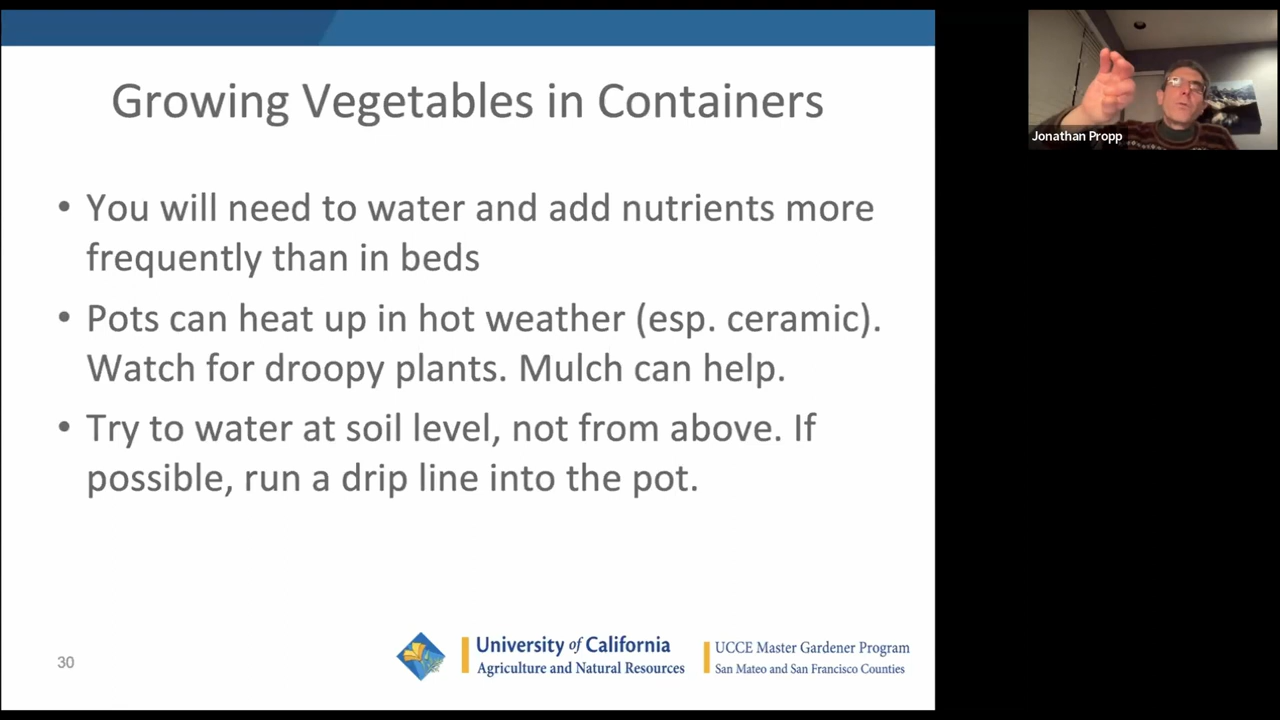 Growing Vegetables in Containers
• You will need to water and add nutrients more
frequently than in beds
• Pots can heat up in hot weather (esp. ceramic).
Watch for droopy plants. Mulch can help.
• Try to water at soil level, not from above. If
possible, run a drip line into the pot.
30
University of California
Agriculture and Natural Resources
UCCE Master Gardener Program
San Mateo and San Francisco Counties
Jonathan Propp